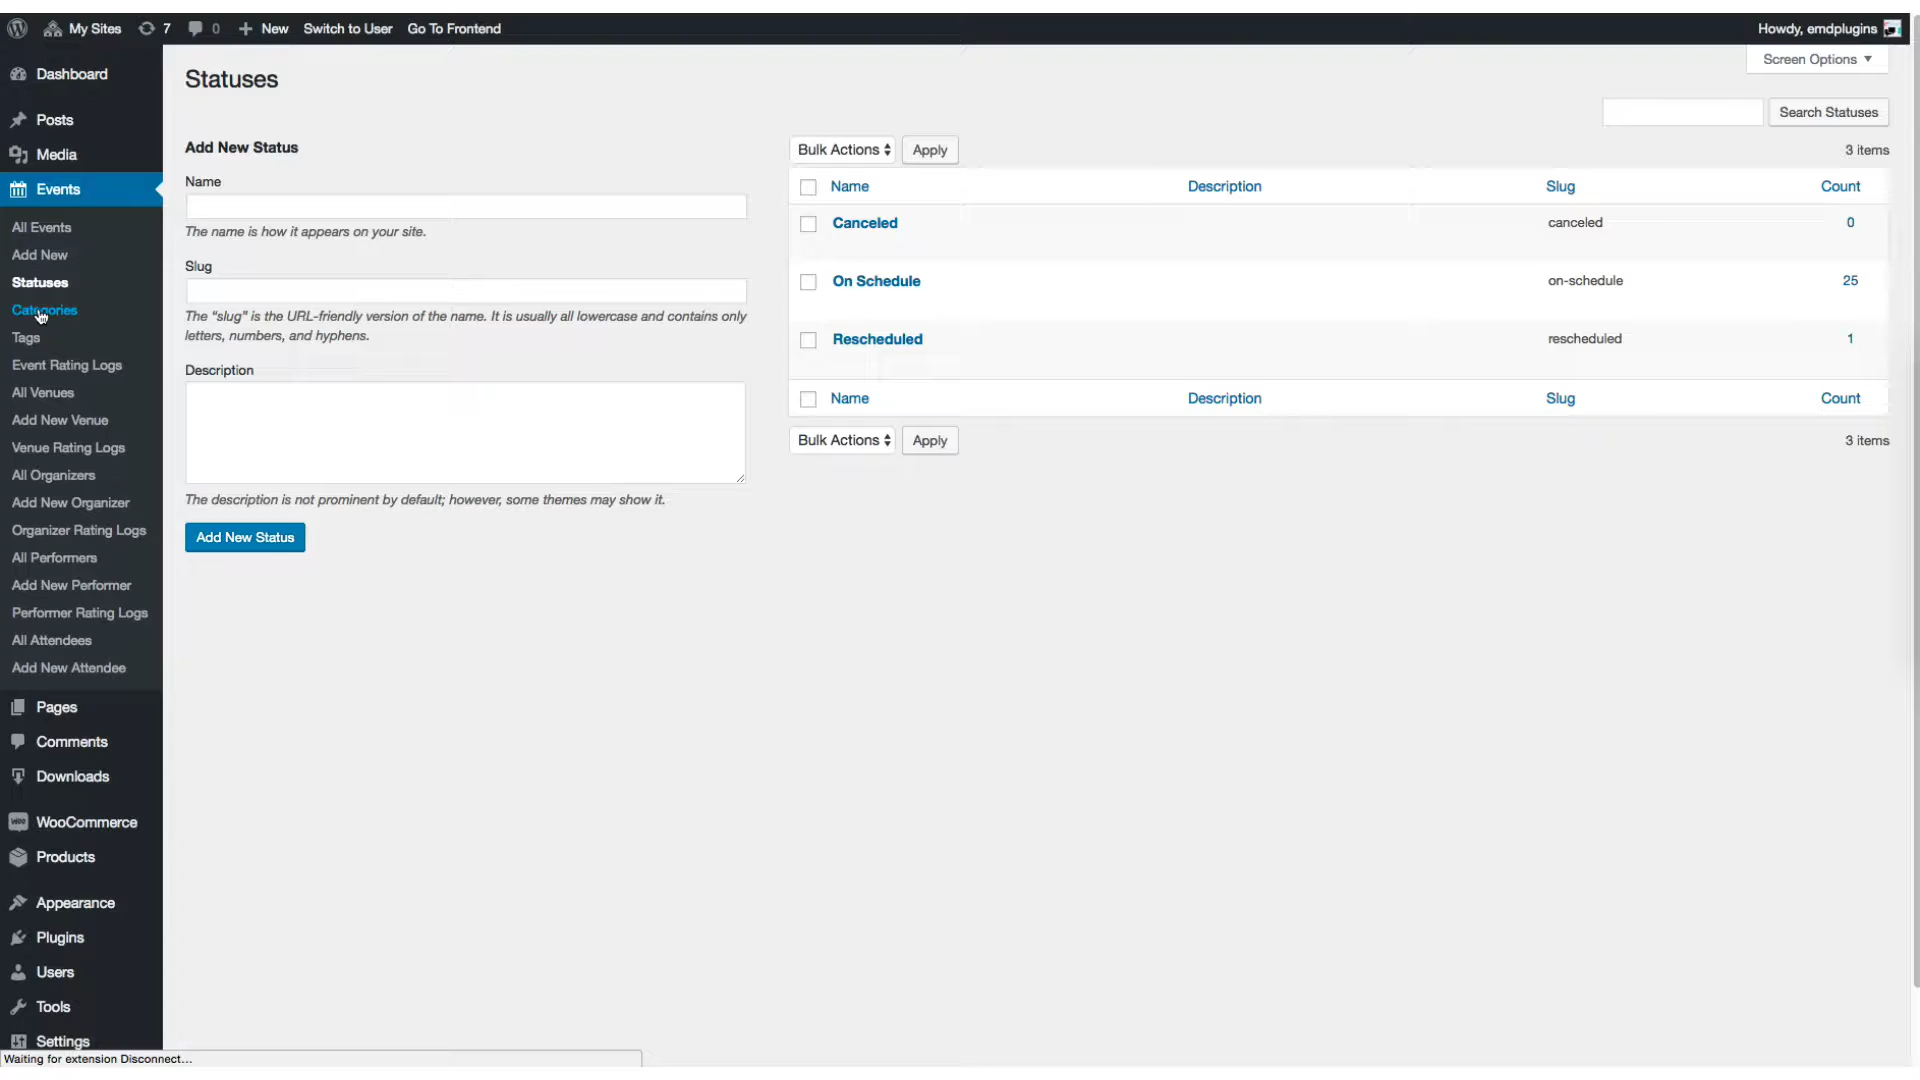 My Sites 7 0 New Switch to User Go To Frontend Howdy, emdplugins
Screen Options
Dashboard
Posts
Media
Events
All Events
Add New
Statuses
Categories
Tags
Event Rating Logs
All Venues
Add New Venue
Venue Rating Logs
All Organizers
Add New Organizer
Organizer Rating Logs
All Performers
Add New Performer
Performer Rating Logs
All Attendees
Add New Attendee
Pages
Comments
Downloads
WooCommerce
Products
Appearance
Plugins
Users
Tools
Settings
Statuses
Search Statuses
Add New Status
Name
The name is how it appears on your site.
Slug
The “slug” is the URL-friendly version of the name. It is usually all lowercase and contains only
letters, numbers, and hyphens.
Description
The description is not prominent by default; however, some themes may show it.
Add New Status
Bulk Actions Apply 3 items
Name Description Slug Count
Canceled canceled 0
On Schedule on-schedule 25
Rescheduled rescheduled 1
Name Description Slug Count
Bulk Actions Apply 3 items
Waiting for extension Disconnect...